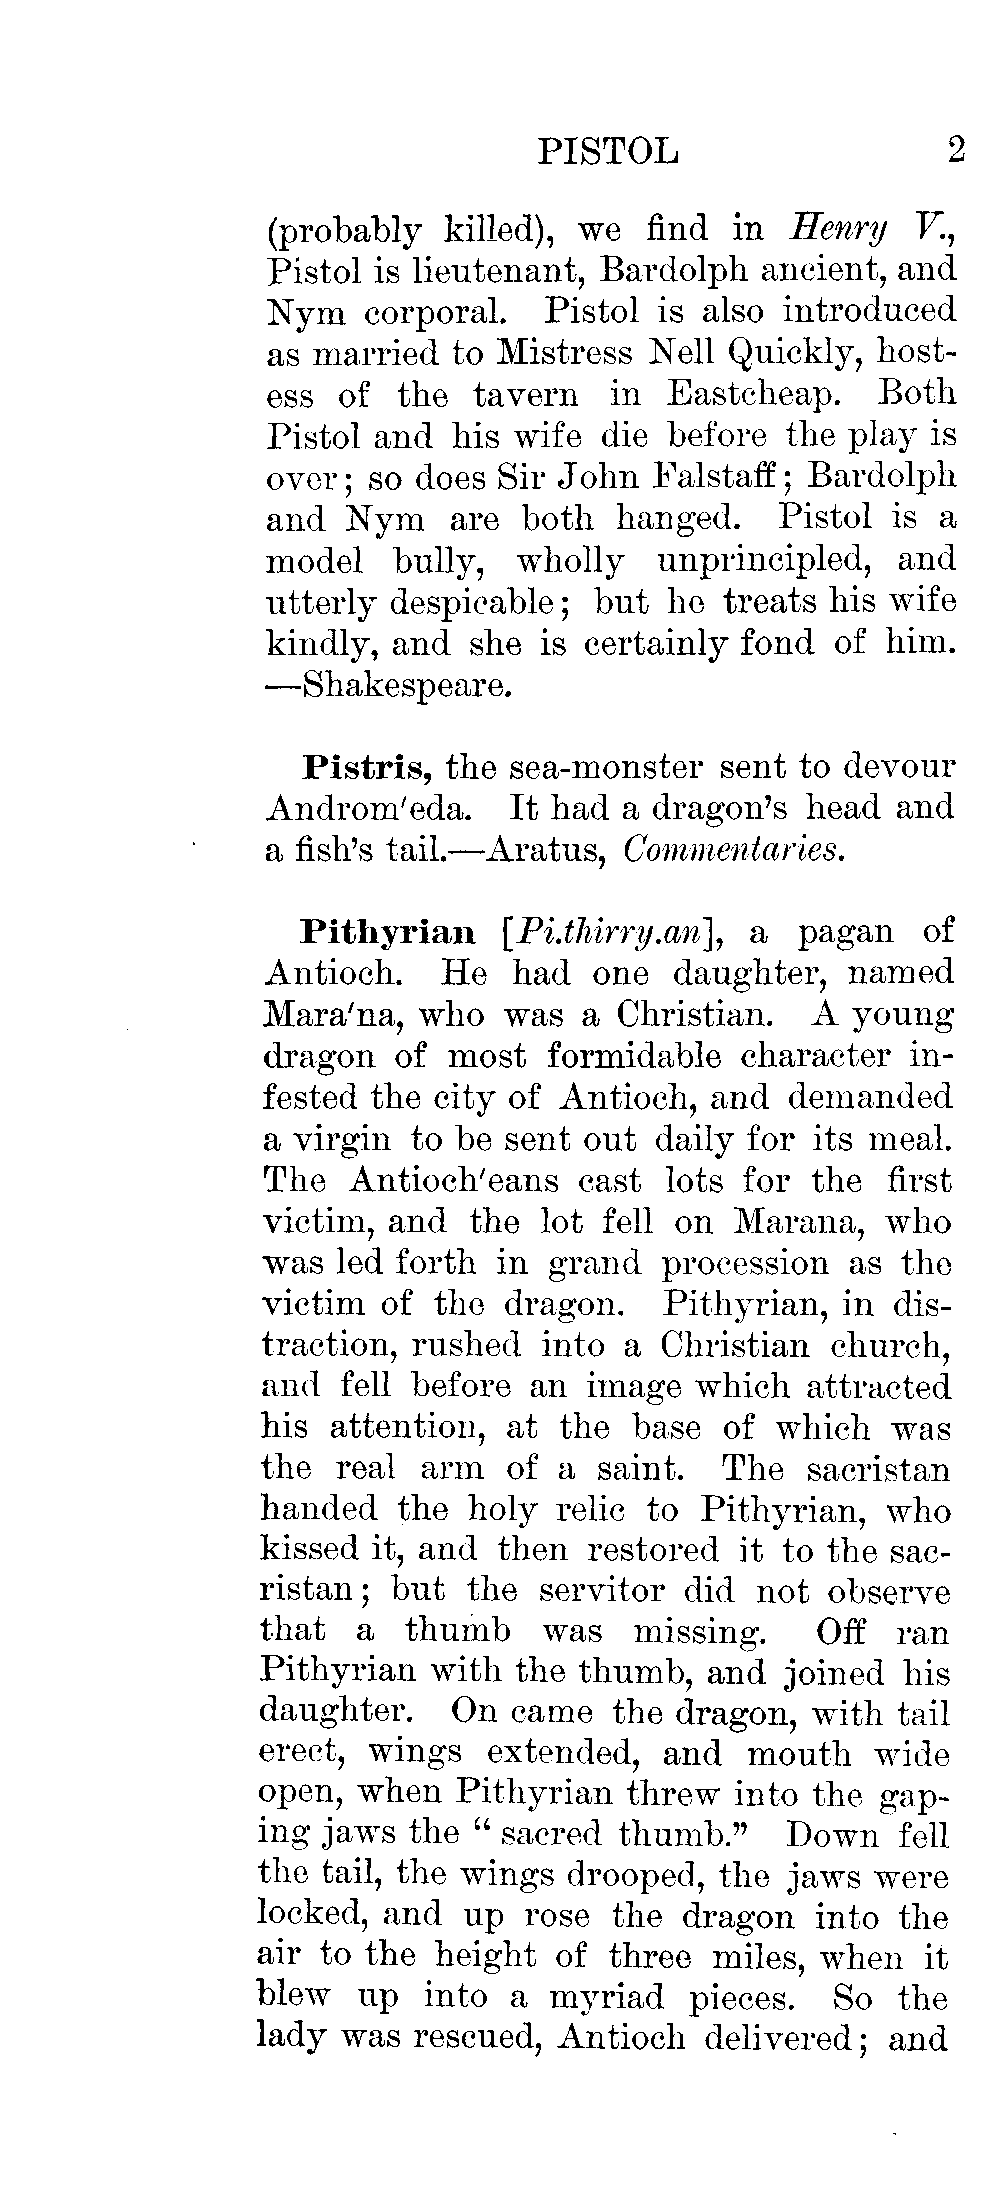 PISTOL 2
(probably killed), we find in Henry V.,
Pistol is lieutenant, Bardolph ancient, and
Nym corporal. Pistol is also introduced
as married to Mistress Nell Quickly, host-
ess of the tavern in Eastcheap. Both
Pistol and his wife die before the play is
over; so does Sir John Falstaff; Bardolph
and Nym are both hanged. Pistol is a
model bully, wholly unprincipled, and
utterly despicable; but he treats his wife
kindly, and she is certainly fond of him.
—Shakespeare.
Pistris, the sea-monster sent to devour
Androm'eda. It had a dragon's head and
a fish's tail.—Aratus, Commentaries.
Pithyrian [Pi.thirry.an], a pagan of
Antioch. He had one daughter, named
Mara'na, who was a Christian. A young
dragon of most formidable character in-
fested the city of Antioch, and demanded
a virgin to be sent out daily for its meal.
The Antioch'eans cast lots for the first
victim, and the lot fell on Marana, who
was led forth in grand procession as the
victim of the dragon. Pithyrian, in dis-
traction, rushed into a Christian church,
and fell before an image which attracted
his attention, at the base of which was
the real arm of a saint. The sacristan
handed the holy relic to Pithyrian, who
kissed it, and then restored it to the sac-
ristan; but the servitor did not observe
that a thumb was missing. Off ran
Pithyrian with the thumb, and joined his
daughter. On came the dragon, with tail
erect, wings extended, and mouth wide
open, when Pithyrian threw into the gap-
ing jaws the “ sacred thumb.” Down fell
the tail, the wings drooped, the jaws were
locked, and up rose the dragon into the
air to the height of three miles, when it
blew up into a myriad pieces. So the
lady was rescued, Antioch delivered; and